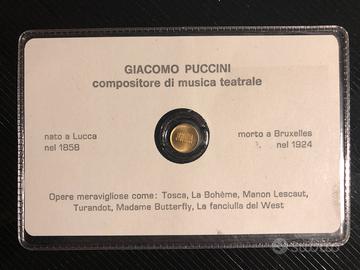 GIACOMO PUCCINI
compositore di musica teatrale
nato a Lucca
nel 1858
morto a Bruxelles
nel 1924
Opere meravigliose come: Tosca, La Bohème, Manon Lescaut,
Turandot, Madame Butterfly, La fanciulla del West
subito